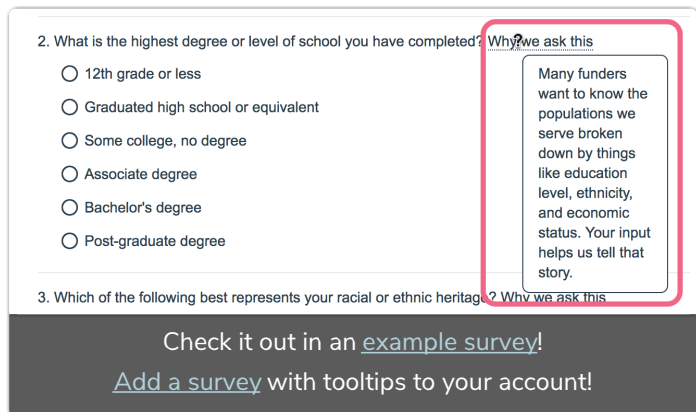 2. What is the highest degree or level of school you have completed? Why we ask this
12th grade or less
Graduated high school or equivalent
Some college, no degree
Associate degree
Bachelor's degree
Post-graduate degree
Many funders
want to know the
populations we
serve broken
down by things
like education
level, ethnicity,
and economic
status. Your input
helps us tell that
story.
3. Which of the following best represents your racial or ethnic heritage? Why we ask this
Check it out in an example survey!
Add a survey with tooltips to your account!